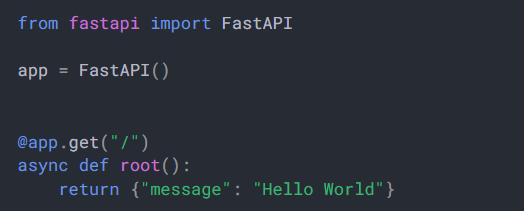 from fastapi import FastAPI
app = FastAPI()
@app.get("/")
async def root():
    return {"message": "Hello World"}